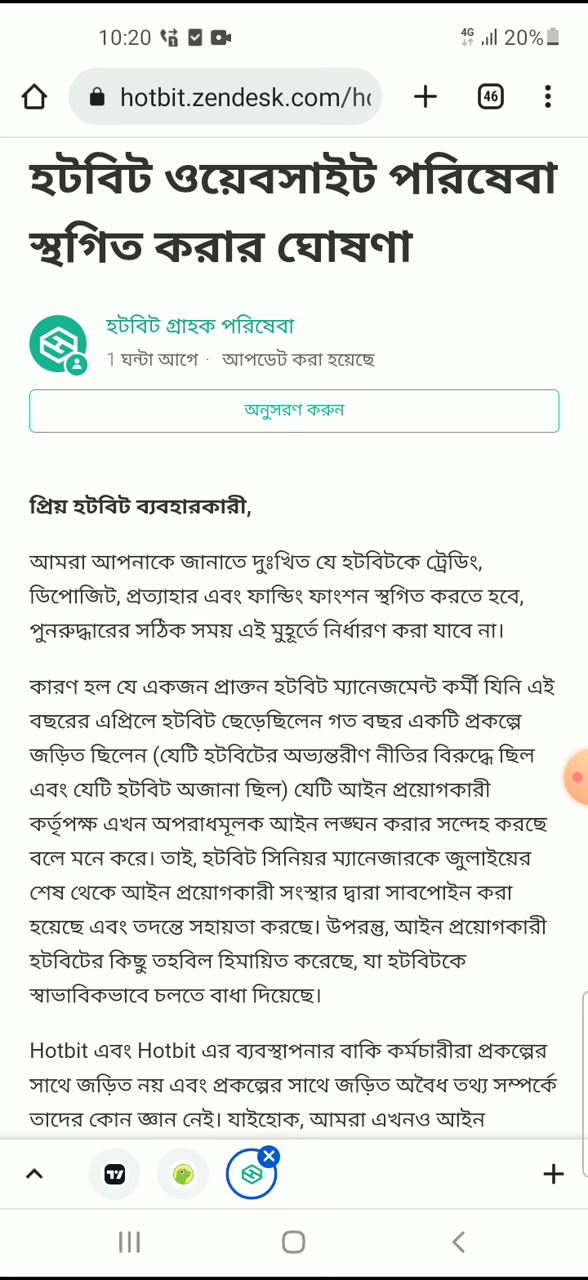 10:20
4G
20%
hotbit.zendesk.com/h
46
হটবিট ওয়েবসাইট পরিষেবা
স্থগিত করার ঘোষণা
হটবিট গ্রাহক পরিষেবা
1 ঘন্টা আগে · আপডেট করা হয়েছে
অনুসরণ করুন
প্রিয় হটবিট ব্যবহারকারী,
আমরা আপনাকে জানাতে দুঃখিত যে হটবিটকে ট্রেডিং,
ডিপোজিট, প্রত্যাহার এবং ফান্ডিং ফাংশন স্থগিত করতে হবে,
পুনরুদ্ধারের সঠিক সময় এই মুহূর্তে নির্ধারণ করা যাবে না।
কারণ হল যে একজন প্রাক্তন হটবিট ম্যানেজমেন্ট কর্মী যিনি এই
বছরের এপ্রিলে হটবিট ছেড়েছিলেন গত বছর একটি প্রকল্পে
জড়িত ছিলেন (যেটি হটবিটের অভ্যন্তরীণ নীতির বিরুদ্ধে ছিল
এবং যেটি হটবিট অজানা ছিল) যেটি আইন প্রয়োগকারী
কর্তৃপক্ষ এখন অপরাধমূলক আইন লঙ্ঘন করার সন্দেহ করছে
বলে মনে করে। তাই, হটবিট সিনিয়র ম্যানেজারকে জুলাইয়ের
শেষ থেকে আইন প্রয়োগকারী সংস্থার দ্বারা সাবপোইন করা
হয়েছে এবং তদন্তে সহায়তা করছে। উপরন্তু, আইন প্রয়োগকারী
হটবিটের কিছু তহবিল হিমায়িত করেছে, যা হটবিটকে
স্বাভাবিকভাবে চলতে বাধা দিয়েছে।
Hotbit এবং Hotbit এর ব্যবস্থাপনার বাকি কর্মচারীরা প্রকল্পের
সাথে জড়িত নয় এবং প্রকল্পের সাথে জড়িত অবৈধ তথ্য সম্পর্কে
তাদের কোন জ্ঞান নেই। যাইহোক, আমরা এখনও আইন